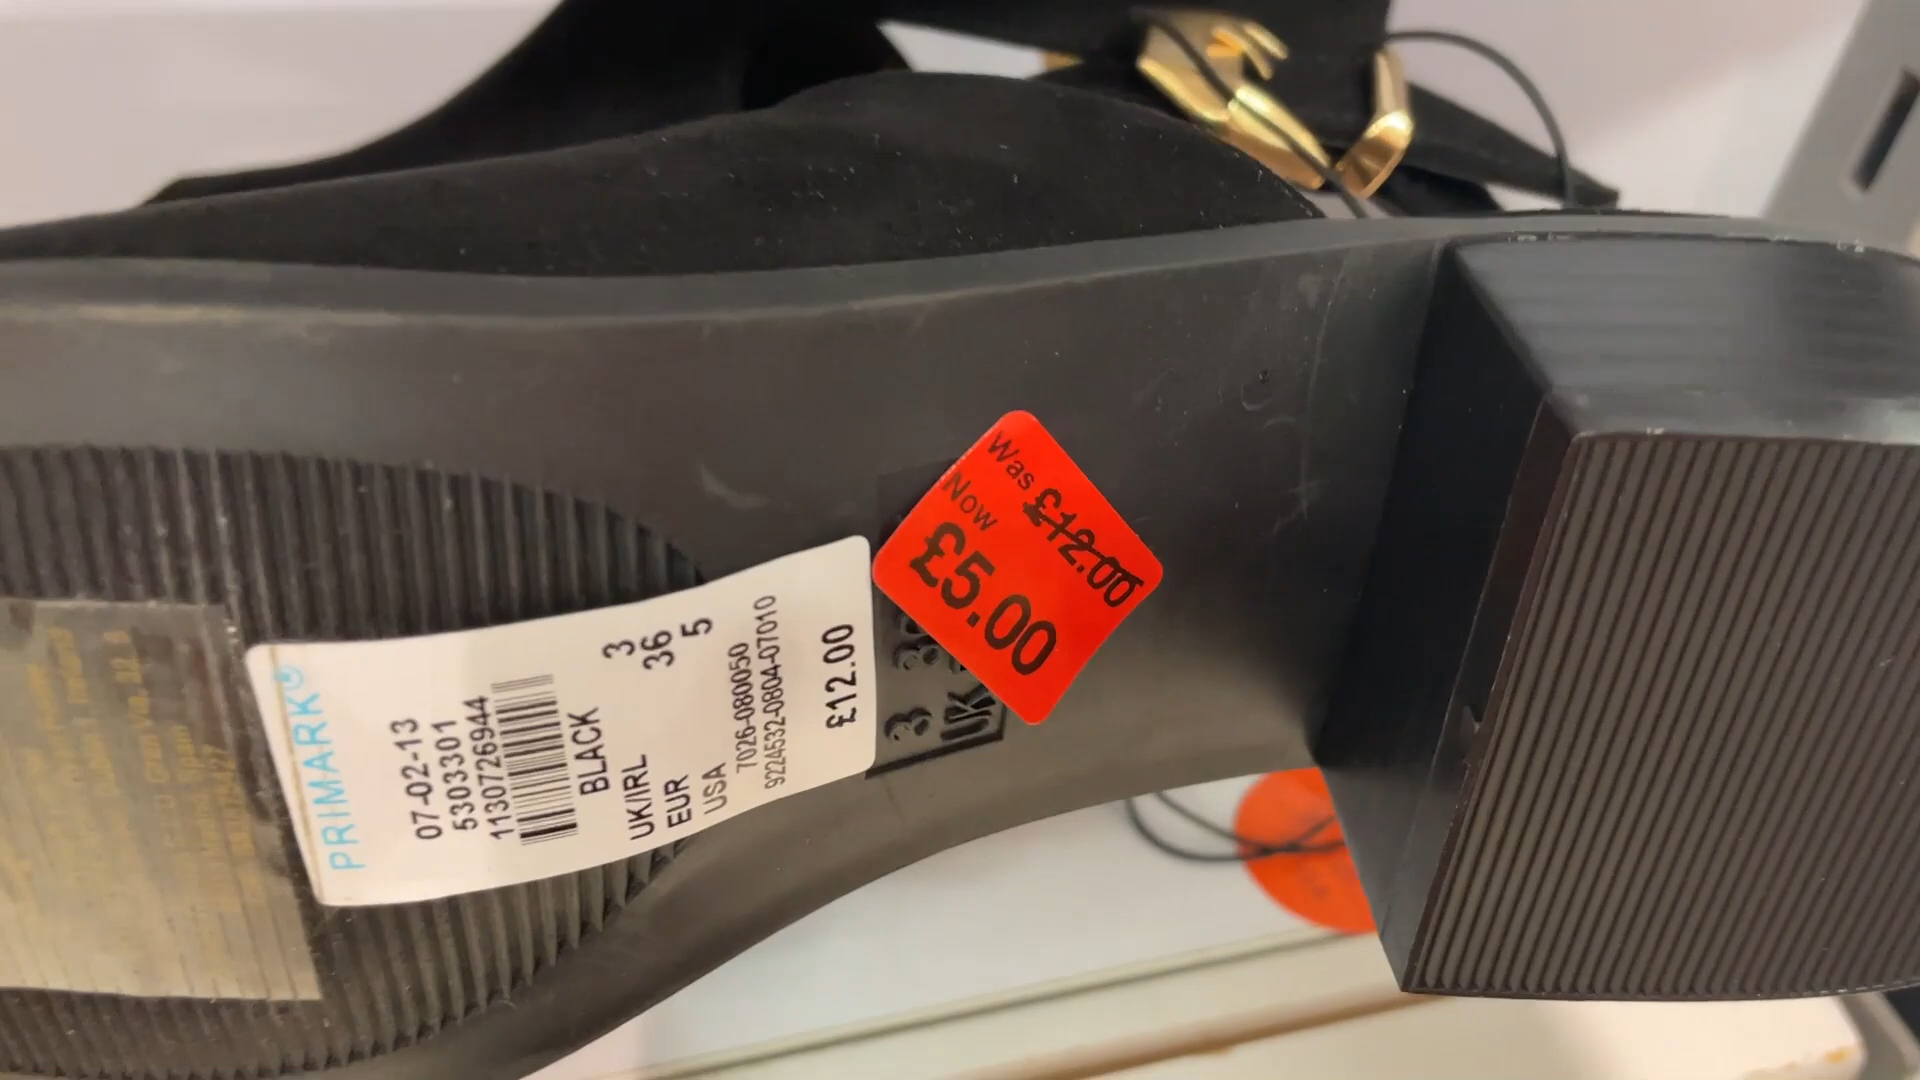 PRIMARK
07-02-13
5303301
1130726944
BLACK
UK/IRL 3
EUR 36
USA 5
7026-080050
9224532-0804-07010
£12.00
Was £12.00
Now
£5.00
3
UK